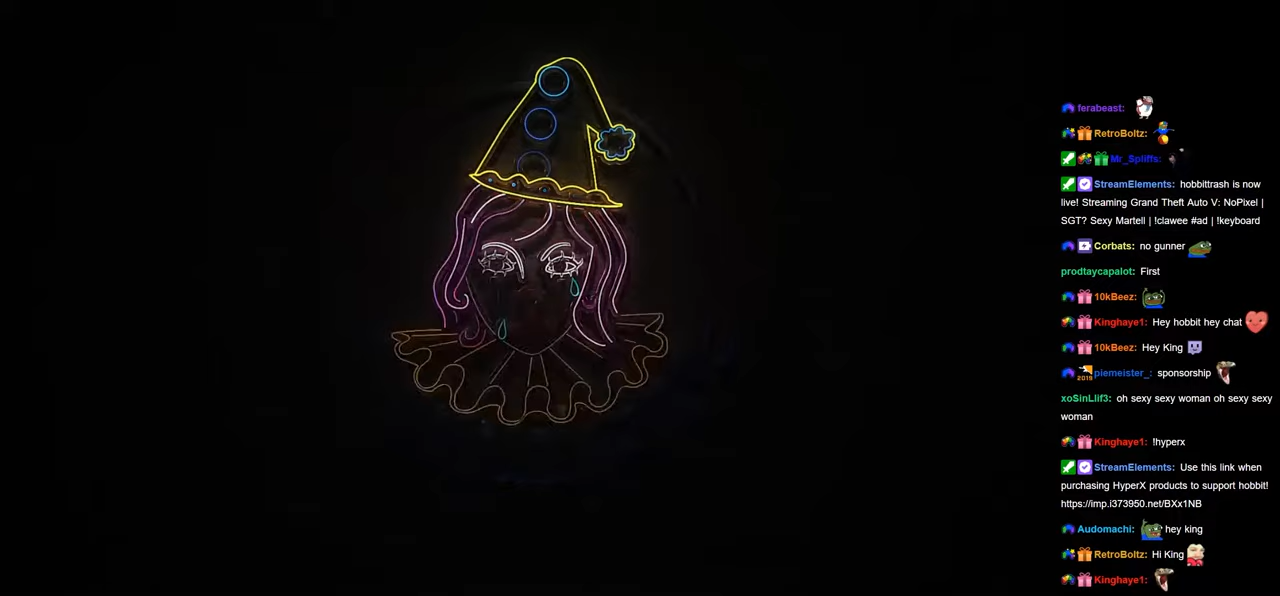 ferabeast:
RetroBoltz:
Mr_Spliffs:
StreamElements: hobbittrash is now
live! Streaming Grand Theft Auto V: NoPixel |
SGT? Sexy Martell | !clawee #ad | !keyboard
Corbats: no gunner
prodtaycapalot: First
10kBeez:
Kinghaye1: Hey hobbit hey chat
10kBeez: Hey King
2015 piemeister_: sponsorship
xoSinLlif3: oh sexy sexy woman oh sexy sexy
woman
Kinghaye1: !hyperx
StreamElements: Use this link when
purchasing HyperX products to support hobbit!
https://imp.i373950.net/BXx1NB
Audomachi: hey king
RetroBoltz: Hi King
Kinghaye1: